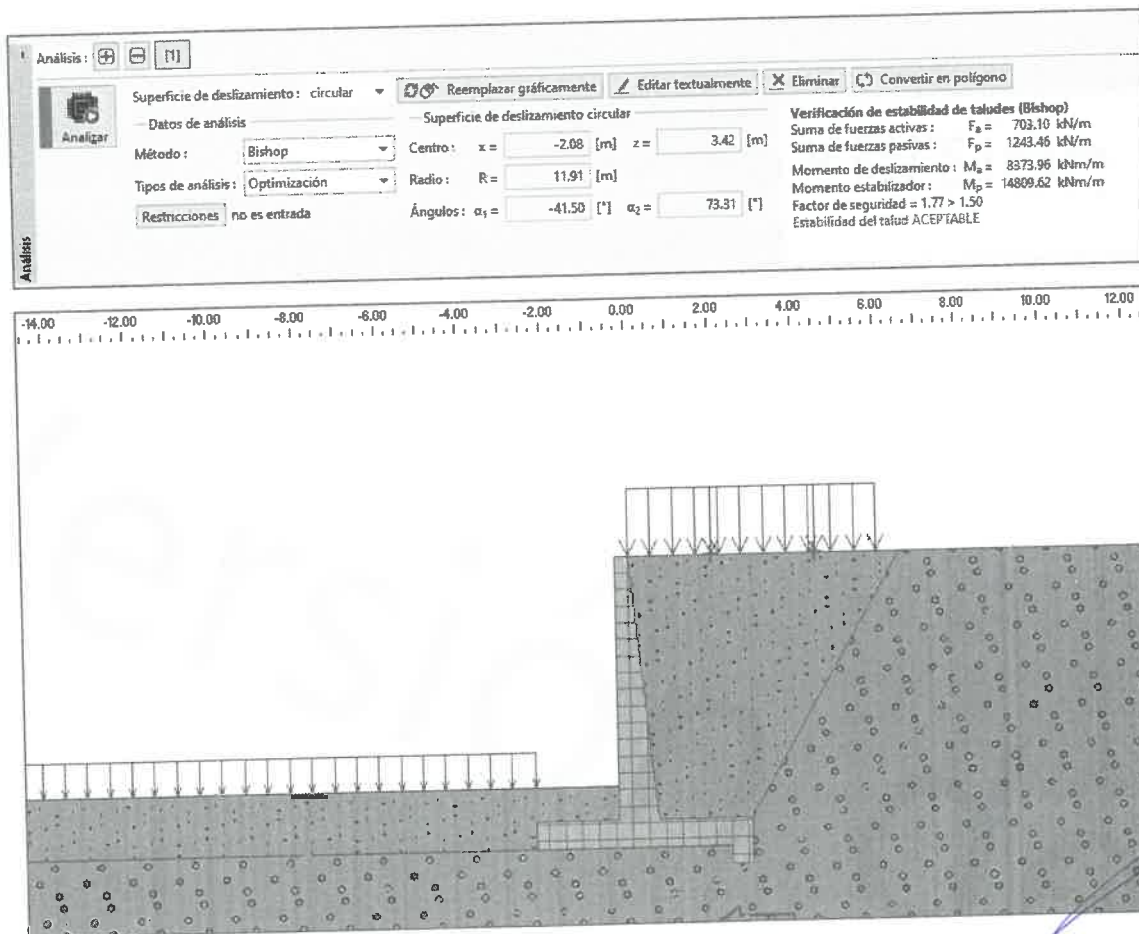 Análisis : [1]
Analizar
Superficie de deslizamiento : circular
Reemplazar gráficamente
Editar textualmente
Eliminar
Convertir en polígono
Datos de análisis
Método : Bishop
Tipos de análisis : Optimización
Restricciones no es entrada
Superficie de deslizamiento circular
Centro : x = -2.08 [m] z = 3.42 [m]
Radio : R = 11.91 [m]
Ángulos : α₁ = -41.50 [°] α₂ = 73.31 [°]
Verificación de estabilidad de taludes (Bishop)
Suma de fuerzas activas : Fₐ = 703.10 kN/m
Suma de fuerzas pasivas : Fₚ = 1243.46 kN/m
Momento de deslizamiento : Mₐ = 8373.96 kNm/m
Momento estabilizador : Mₚ = 14809.62 kNm/m
Factor de seguridad = 1.77 > 1.50
Estabilidad del talud ACEPTABLE
Análisis
-14.00 -12.00 -10.00 -8.00 -6.00 -4.00 -2.00 0.00 2.00 4.00 6.00 8.00 10.00 12.00